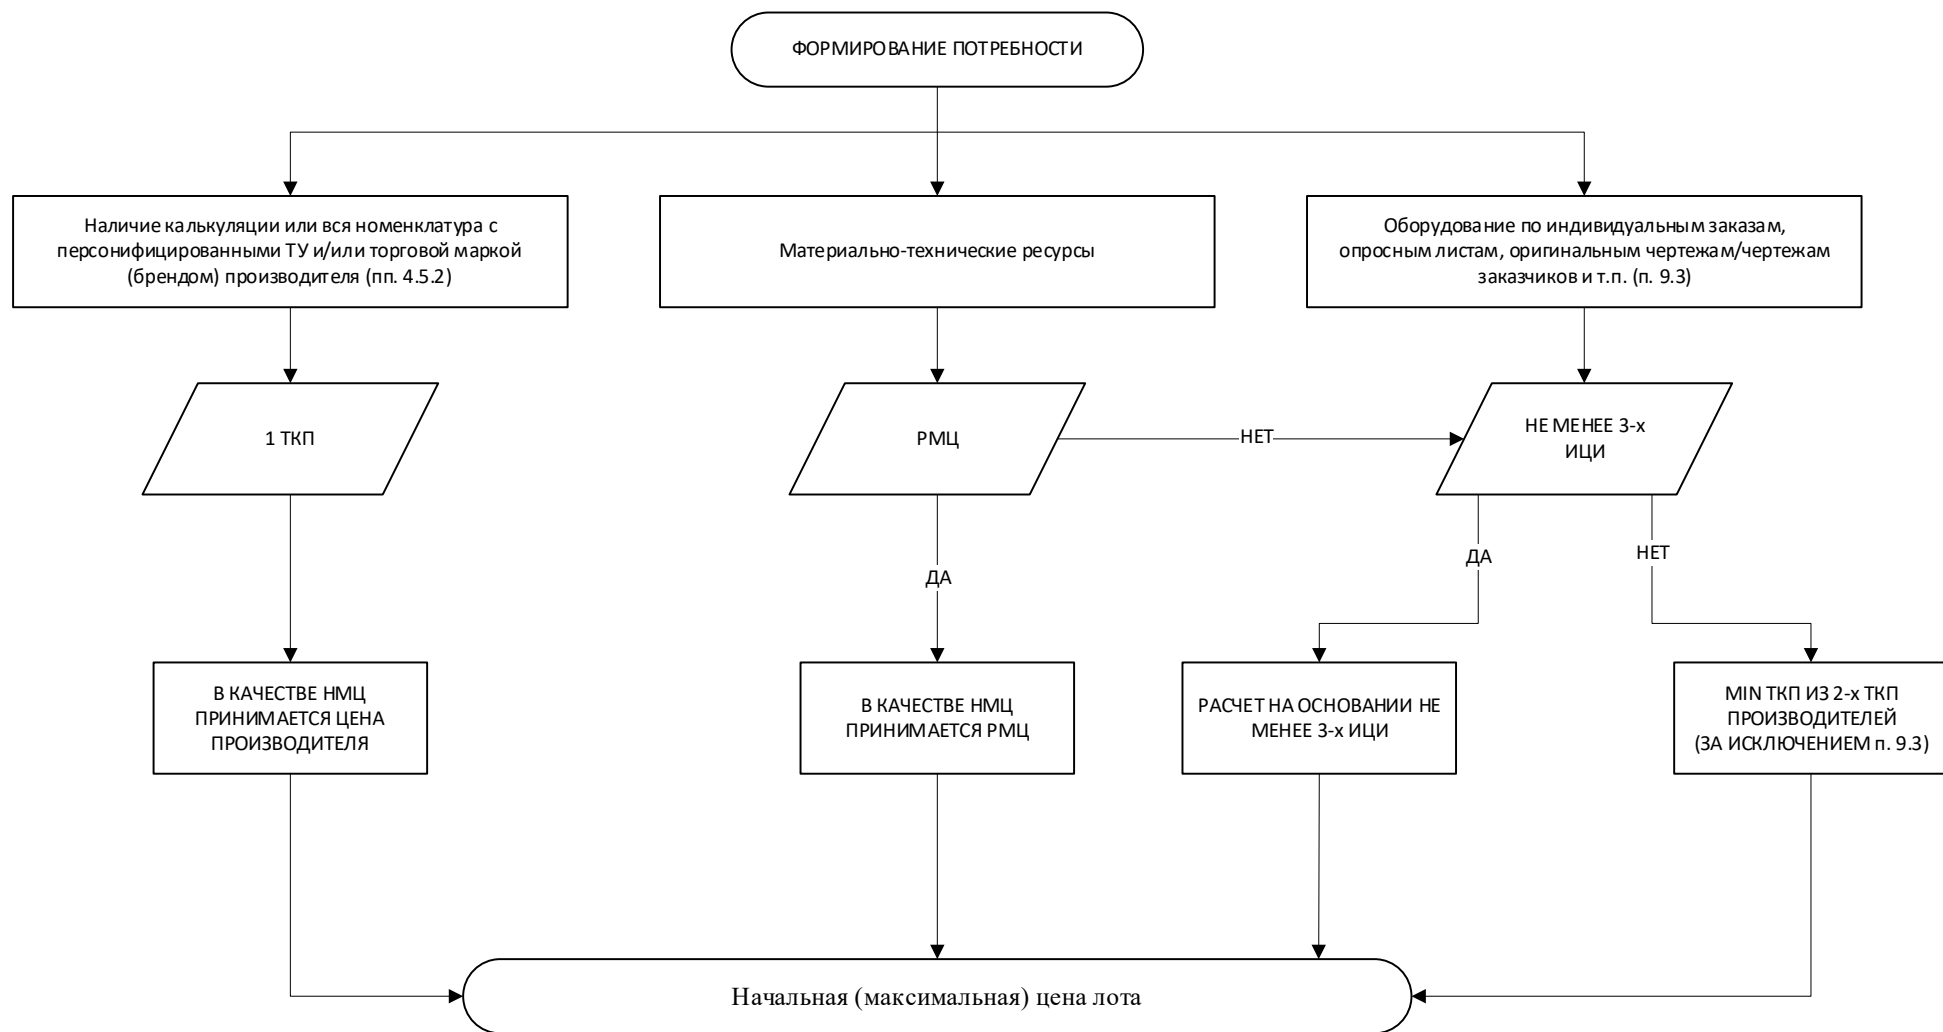 ФОРМИРОВАНИЕ ПОТРЕБНОСТИ
Наличие калькуляции или вся номенклатура с
персонифицированными ТУ и/или торговой маркой
(брендом) производителя (пп. 4.5.2)
Материально-технические ресурсы
Оборудование по индивидуальным заказам,
опросным листам, оригинальным чертежам/чертежам
заказчиков и т.п. (п. 9.3)
1 ТКП
РМЦ
НЕТ
НЕ МЕНЕЕ 3-х
ИЦИ
ДА
ДА
НЕТ
В КАЧЕСТВЕ НМЦ
ПРИНИМАЕТСЯ ЦЕНА
ПРОИЗВОДИТЕЛЯ
В КАЧЕСТВЕ НМЦ
ПРИНИМАЕТСЯ РМЦ
РАСЧЕТ НА ОСНОВАНИИ НЕ
МЕНЕЕ 3-х ИЦИ
MIN ТКП ИЗ 2-х ТКП
ПРОИЗВОДИТЕЛЕЙ
(ЗА ИСКЛЮЧЕНИЕМ п. 9.3)
Начальная (максимальная) цена лота